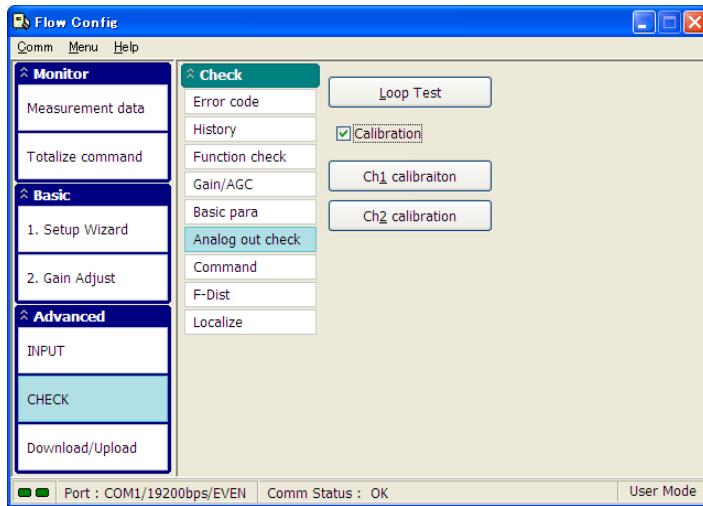 Flow Config
Comm Menu Help
Monitor
Measurement data
Totalize command
Basic
1. Setup Wizard
2. Gain Adjust
Advanced
INPUT
CHECK
Download/Upload
Check
Error code
History
Function check
Gain/AGC
Basic para
Analog out check
Command
F-Dist
Localize
Loop Test
Calibration
Ch1 calibraiton
Ch2 calibration
Port : COM1/19200bps/EVEN Comm Status : OK User Mode